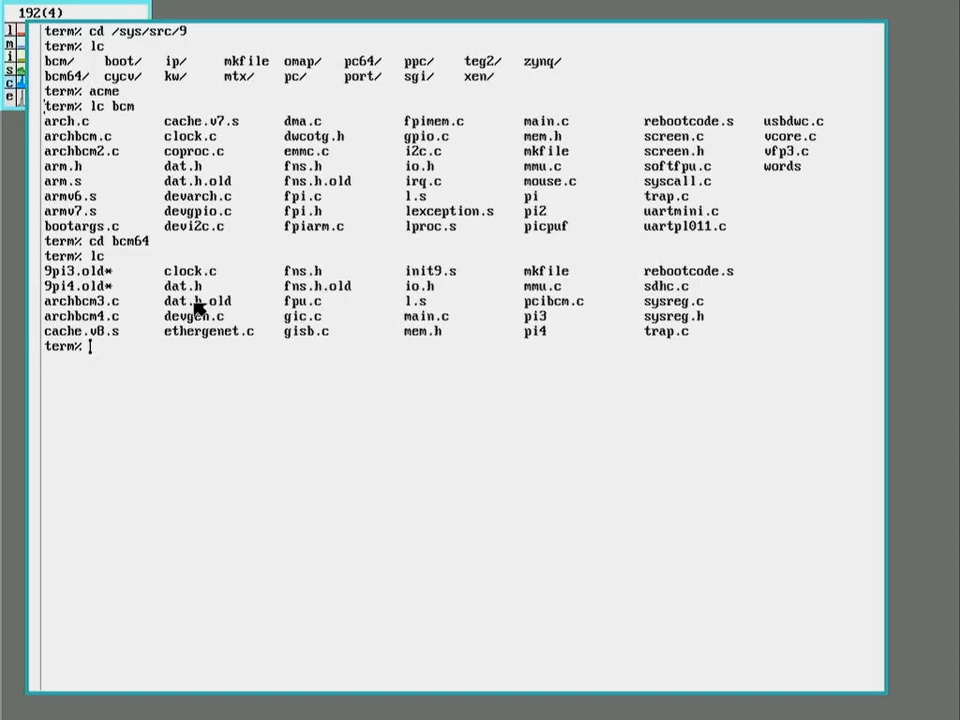 192(4)
l
m
i
s
c
e
term% cd /sys/src/9
term% lc
bcm/ boot/ ip/ mkfile omap/ pc64/ ppc/ teg2/ zynq/
bcm64/ cycv/ kw/ mtx/ pc/ port/ sgi/ xen/
term% acme
term% lc bcm
arch.c cache.v7.s dma.c fpimem.c main.c rebootcode.s usbdwc.c
archbcm.c clock.c dwcotg.h gpio.c mem.h screen.c vcore.c
archbcm2.c coproc.c emmc.c i2c.c mkfile screen.h vfp3.c
arm.h dat.h fns.h io.h mmu.c softfpu.c words
arm.s dat.h.old fns.h.old irq.c mouse.c syscall.c
armv6.s devarch.c fpi.c l.s pi trap.c
armv7.s devgpio.c fpi.h lexception.s pi2 uartmini.c
bootargs.c devi2c.c fpiarm.c lproc.s picpuf uartpl011.c
term% cd bcm64
term% lc
9pi3.old* clock.c fns.h init9.s mkfile rebootcode.s
9pi4.old* dat.h fns.h.old io.h mmu.c sdhc.c
archbcm3.c dat.h.old fpu.c l.s pcibcm.c sysreg.c
archbcm4.c devgen.c gic.c main.c pi3 sysreg.h
cache.v8.s ethergenet.c gisb.c mem.h pi4 trap.c
term%